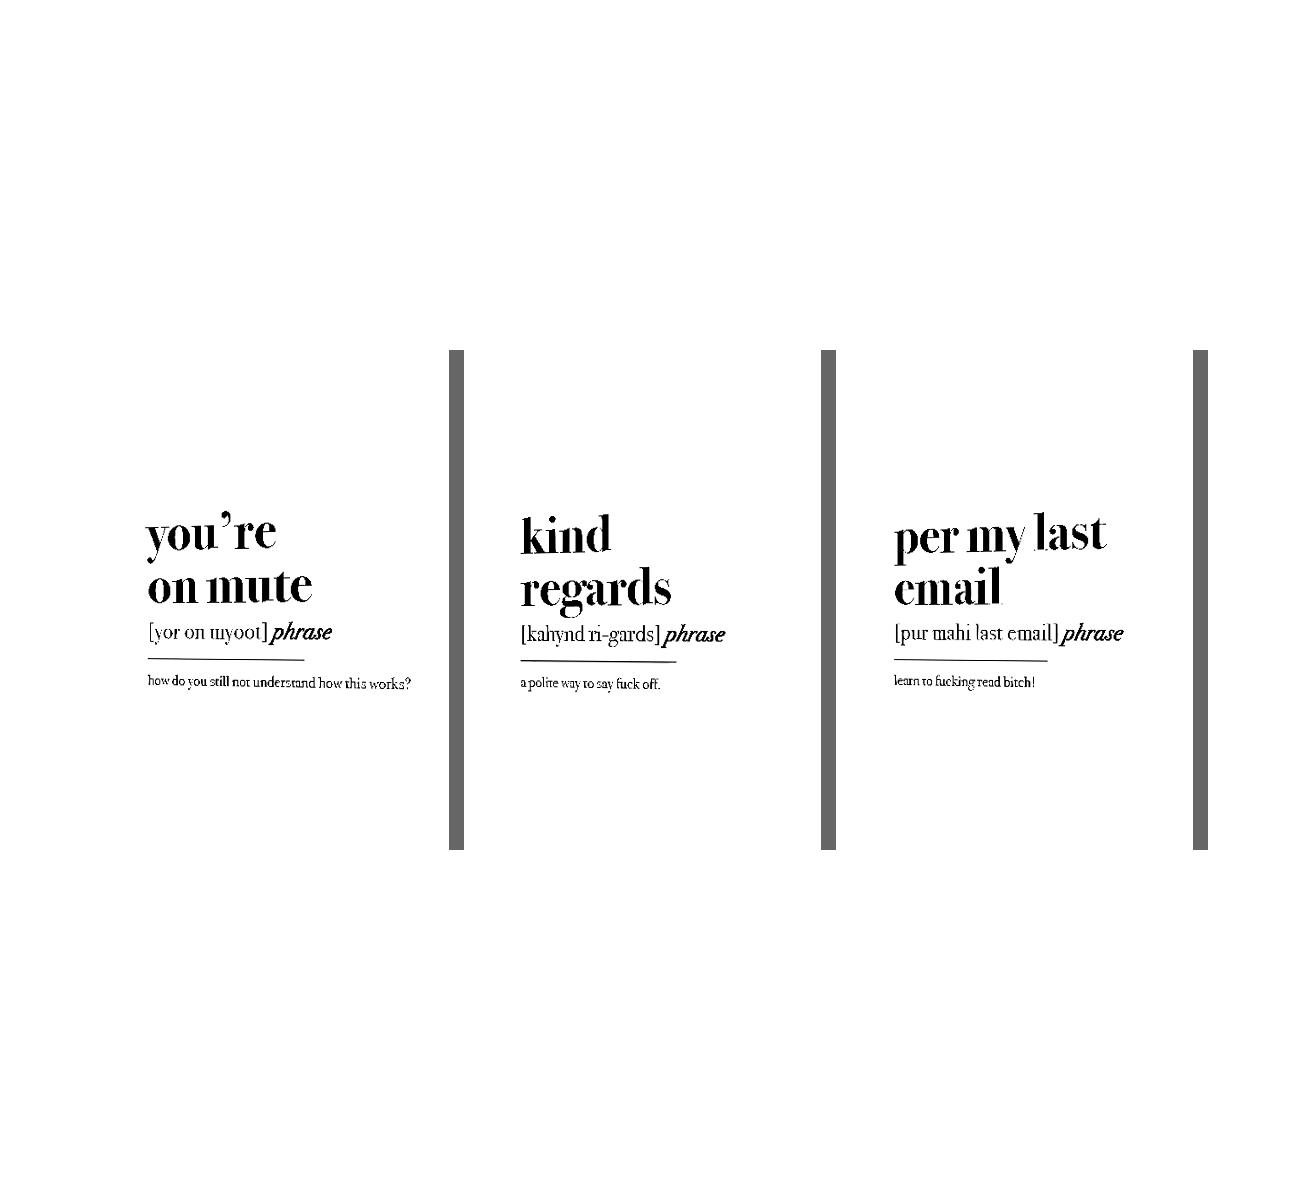 you’re
on mute
[yor on myoot] phrase
how do you still not understand how this works?
kind
regards
[kahynd ri-gards] phrase
a polite way to say fuck off.
per my last
email
[pur mahi last email] phrase
learn to fucking read bitch!